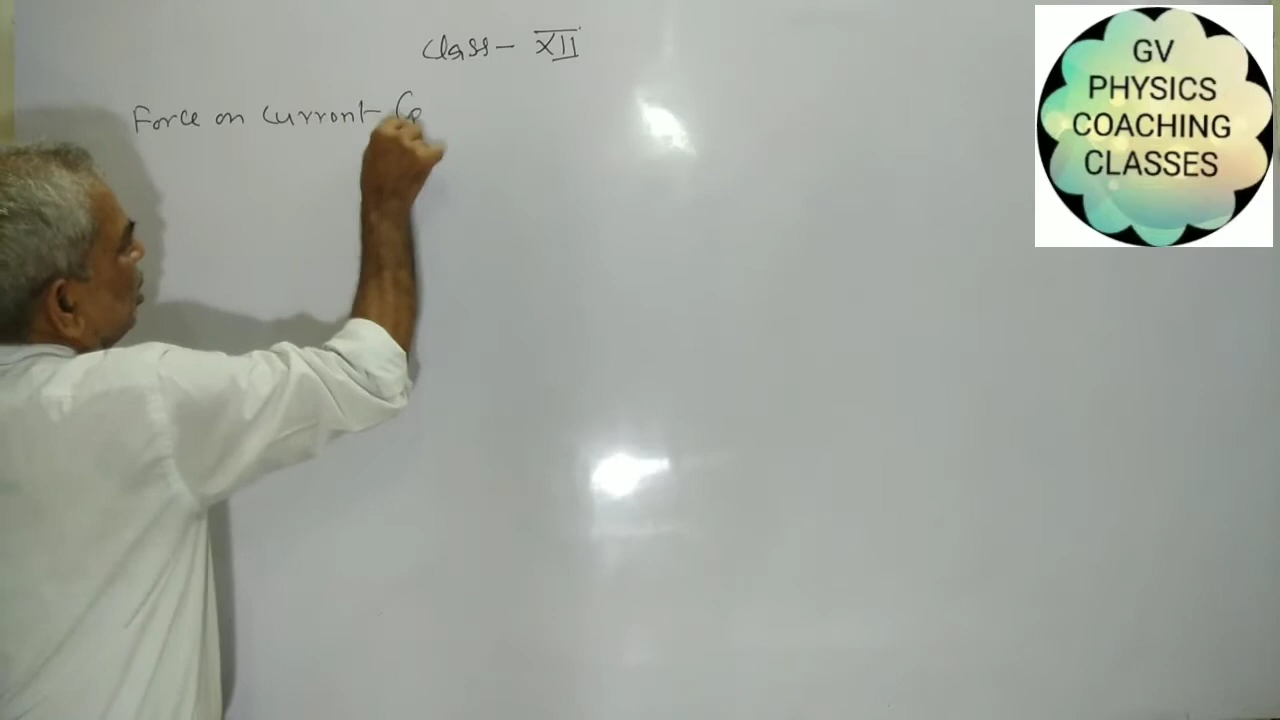 Class - XII
Force on Current
GV
PHYSICS
COACHING
CLASSES